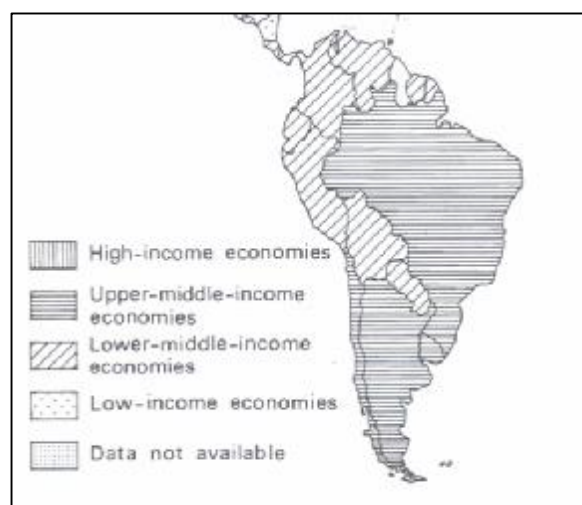 High-income economies
Upper-middle-income
economies
Lower-middle-income
economies
Low-income economies
Data not available